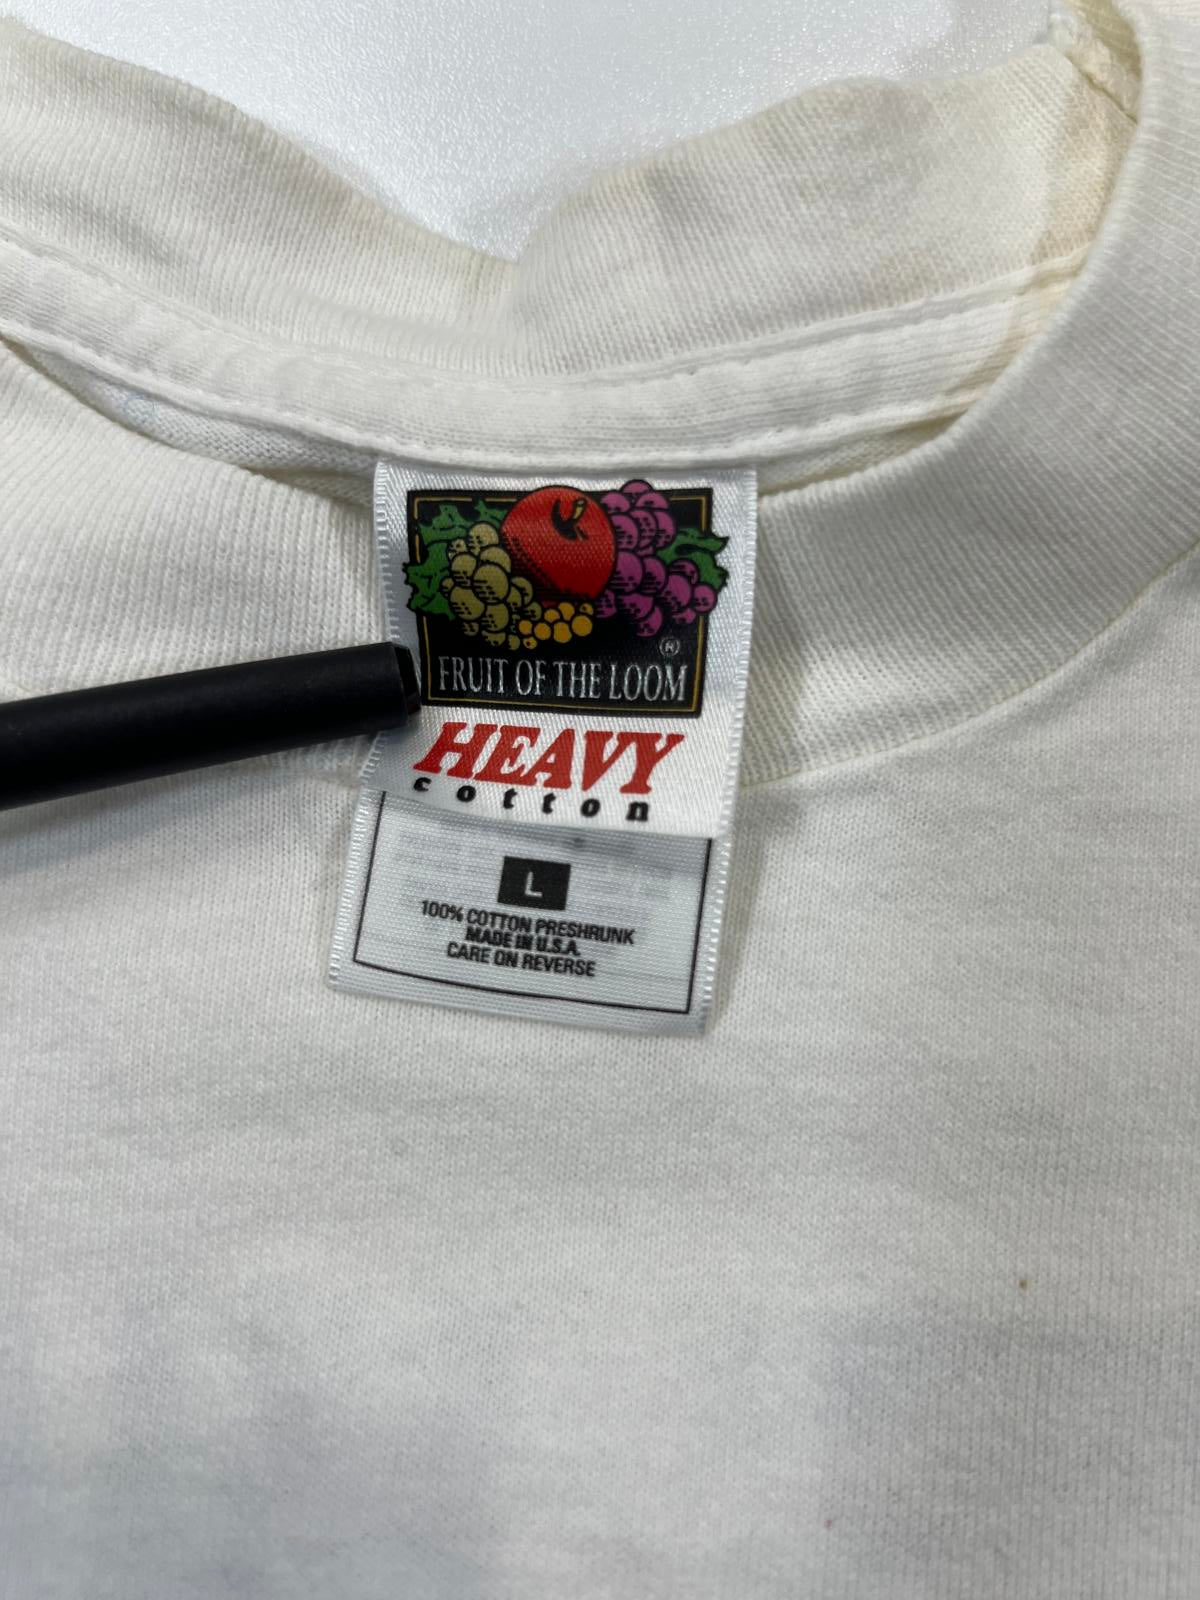 ®
FRUIT OF THE LOOM
HEAVY
cotton
L
100% COTTON PRESHRUNK
MADE IN U.S.A.
CARE ON REVERSE